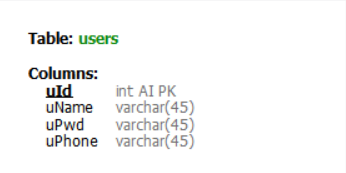 Table: users
Columns:
uId int AI PK
uName varchar(45)
uPwd varchar(45)
uPhone varchar(45)